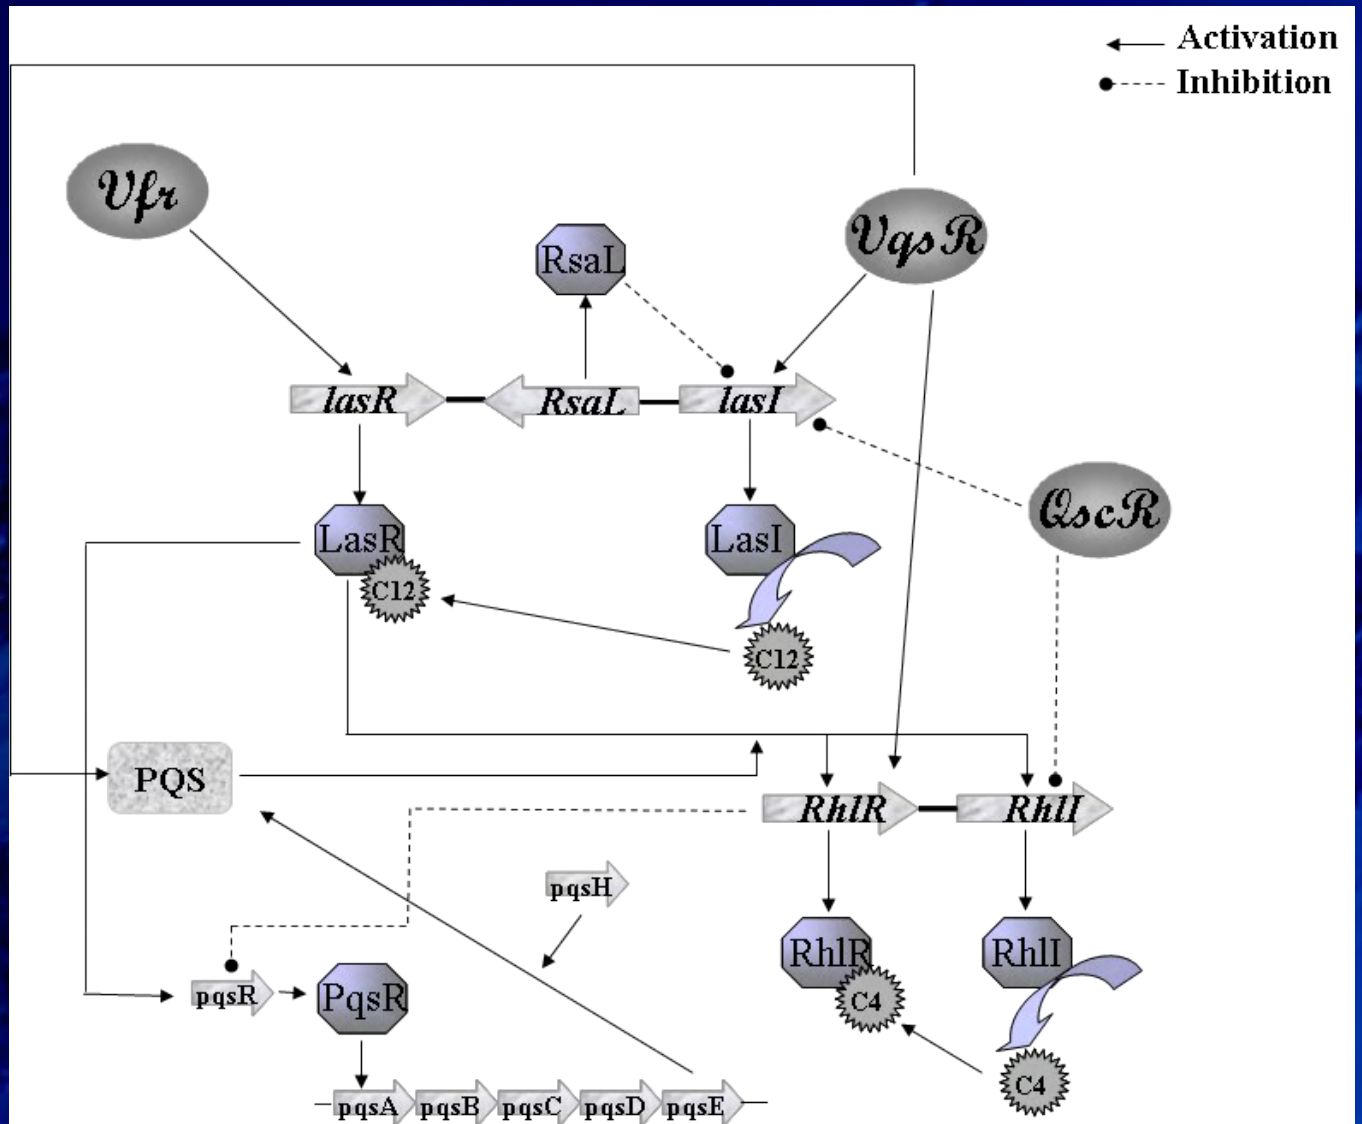 Activation
Inhibition
Vfr
VqsR
RsaL
lasR
RsaL
lasI
QscR
LasR
LasI
C12
C12
PQS
RhlR
RhlI
pqsH
RhlR
RhlI
pqsR
PqsR
C4
C4
pqsA pqsB pqsC pqsD pqsE